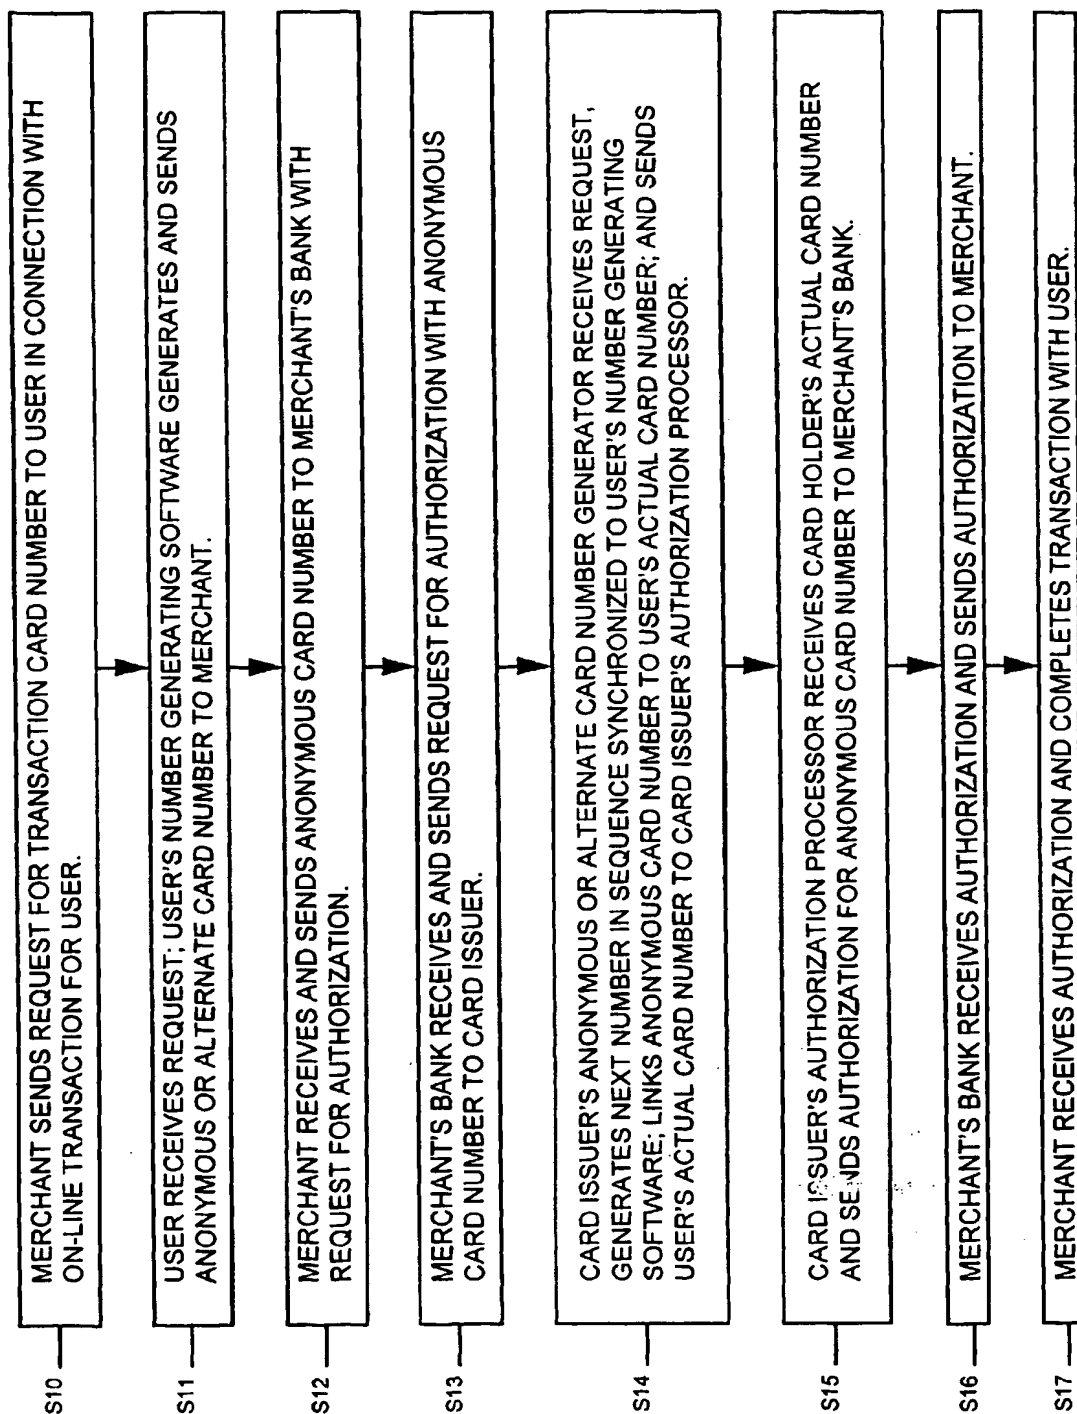 S10
MERCHANT SENDS REQUEST FOR TRANSACTION CARD NUMBER TO USER IN CONNECTION WITH
ON-LINE TRANSACTION FOR USER.
S11
USER RECEIVES REQUEST; USER'S NUMBER GENERATING SOFTWARE GENERATES AND SENDS
ANONYMOUS OR ALTERNATE CARD NUMBER TO MERCHANT.
S12
MERCHANT RECEIVES AND SENDS ANONYMOUS CARD NUMBER TO MERCHANT'S BANK WITH
REQUEST FOR AUTHORIZATION.
S13
MERCHANT'S BANK RECEIVES AND SENDS REQUEST FOR AUTHORIZATION WITH ANONYMOUS
CARD NUMBER TO CARD ISSUER.
S14
CARD ISSUER'S ANONYMOUS OR ALTERNATE CARD NUMBER GENERATOR RECEIVES REQUEST,
GENERATES NEXT NUMBER IN SEQUENCE SYNCHRONIZED TO USER'S NUMBER GENERATING
SOFTWARE; LINKS ANONYMOUS CARD NUMBER TO USER'S ACTUAL CARD NUMBER; AND SENDS
USER'S ACTUAL CARD NUMBER TO CARD ISSUER'S AUTHORIZATION PROCESSOR.
S15
CARD ISSUER'S AUTHORIZATION PROCESSOR RECEIVES CARD HOLDER'S ACTUAL CARD NUMBER
AND SENDS AUTHORIZATION FOR ANONYMOUS CARD NUMBER TO MERCHANT'S BANK.
S16
MERCHANT'S BANK RECEIVES AUTHORIZATION AND SENDS AUTHORIZATION TO MERCHANT.
S17
MERCHANT RECEIVES AUTHORIZATION AND COMPLETES TRANSACTION WITH USER.